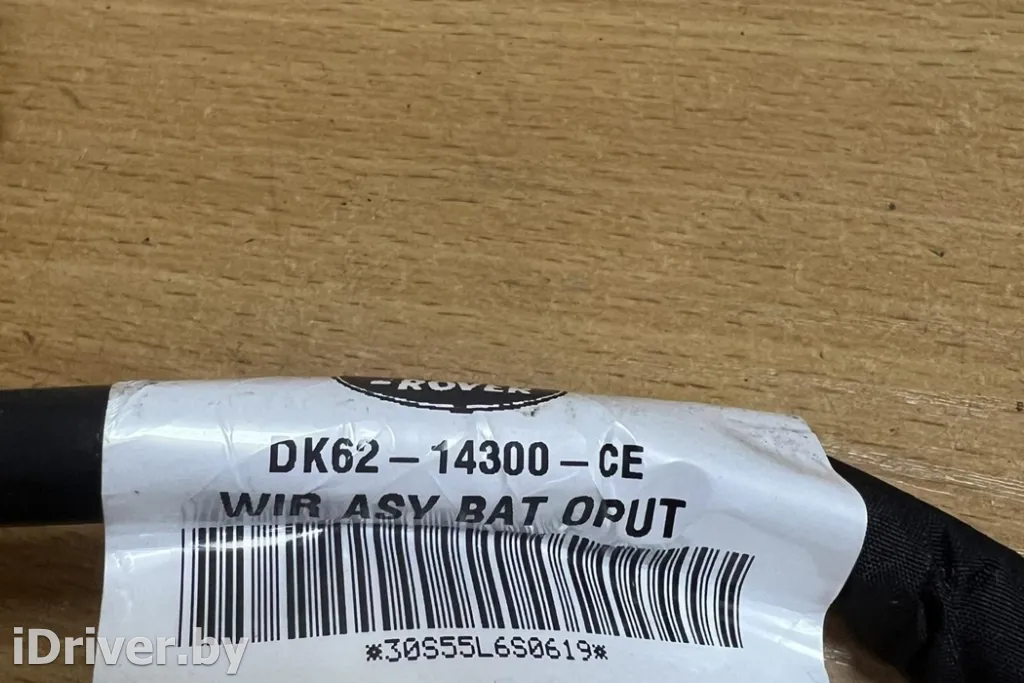 -ROVER
DK62-14300-CE
WIR ASY BAT OPUT
*30S55L6S0619*
iDriver.by